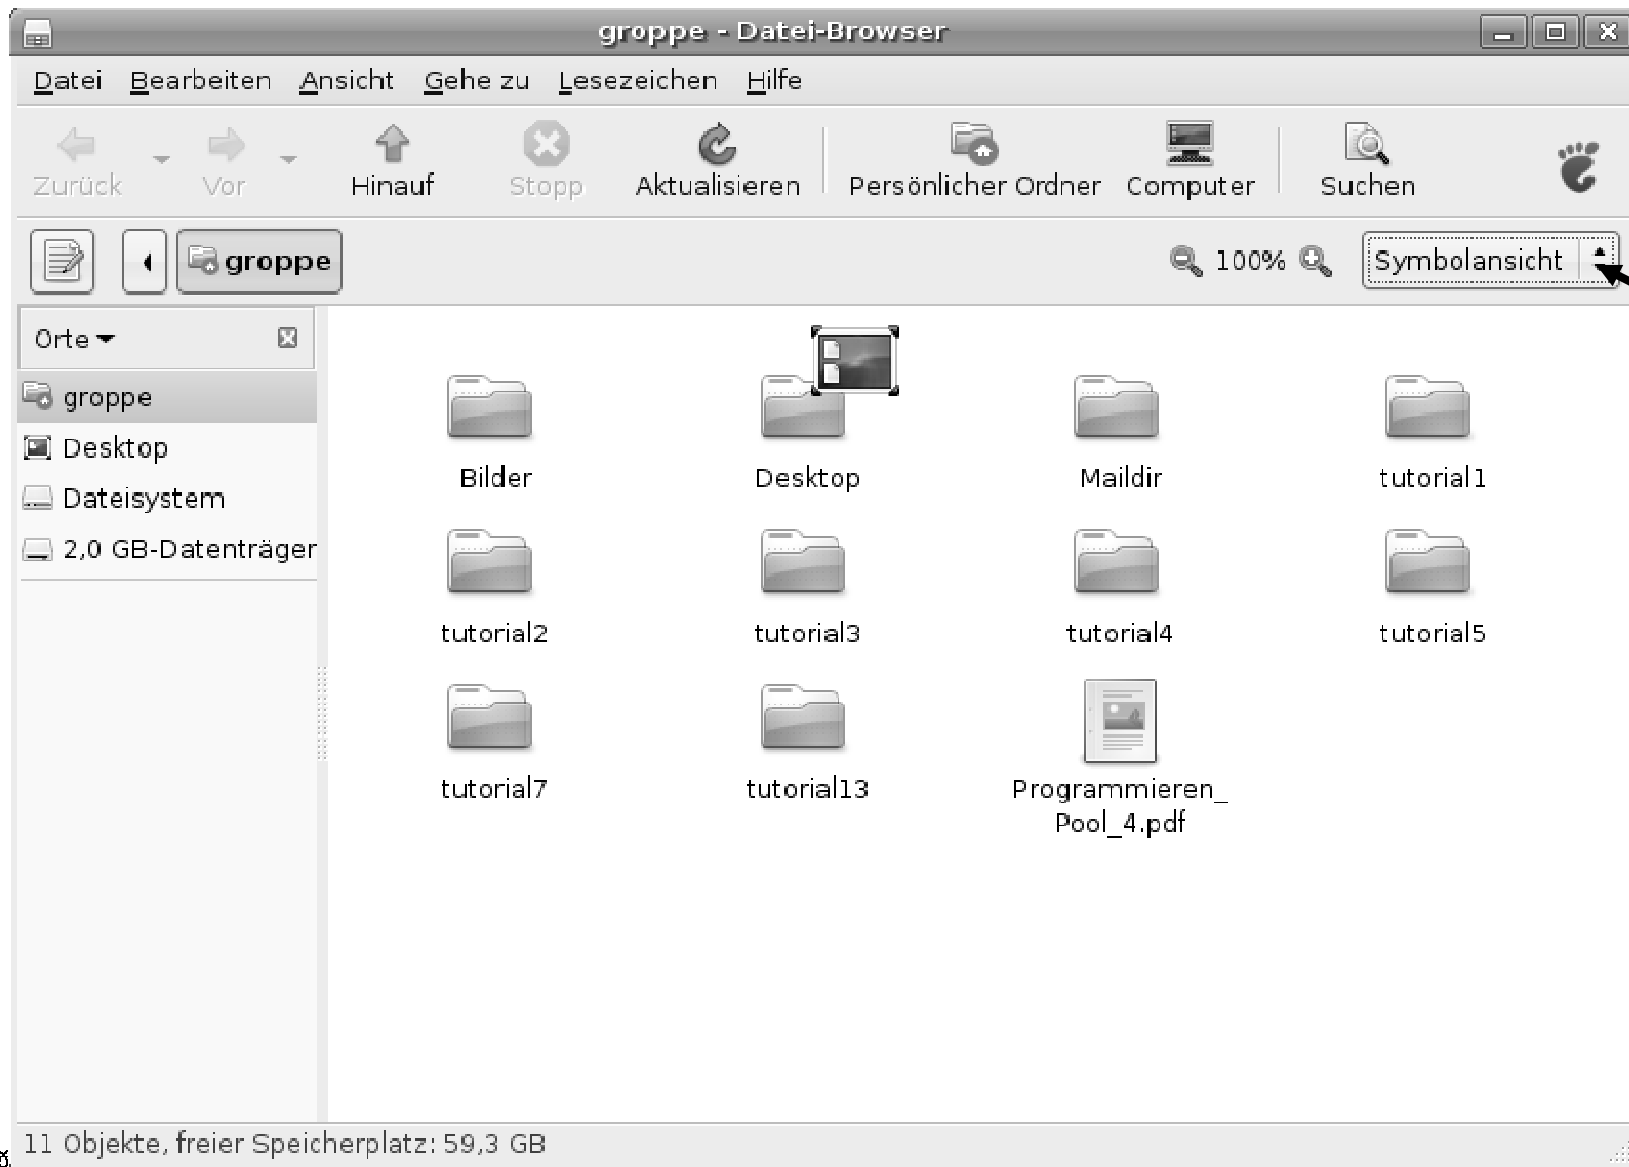 groppe - Datei-Browser
Datei Bearbeiten Ansicht Gehe zu Lesezeichen Hilfe
Zurück Vor Hinauf Stopp Aktualisieren Persönlicher Ordner Computer Suchen
groppe 100% Symbolansicht
Orte
groppe
Desktop
Dateisystem
2,0 GB-Datenträger
Bilder Desktop Maildir tutorial1
tutorial2 tutorial3 tutorial4 tutorial5
tutorial7 tutorial13 Programmieren_
Pool_4.pdf
11 Objekte, freier Speicherplatz: 59,3 GB